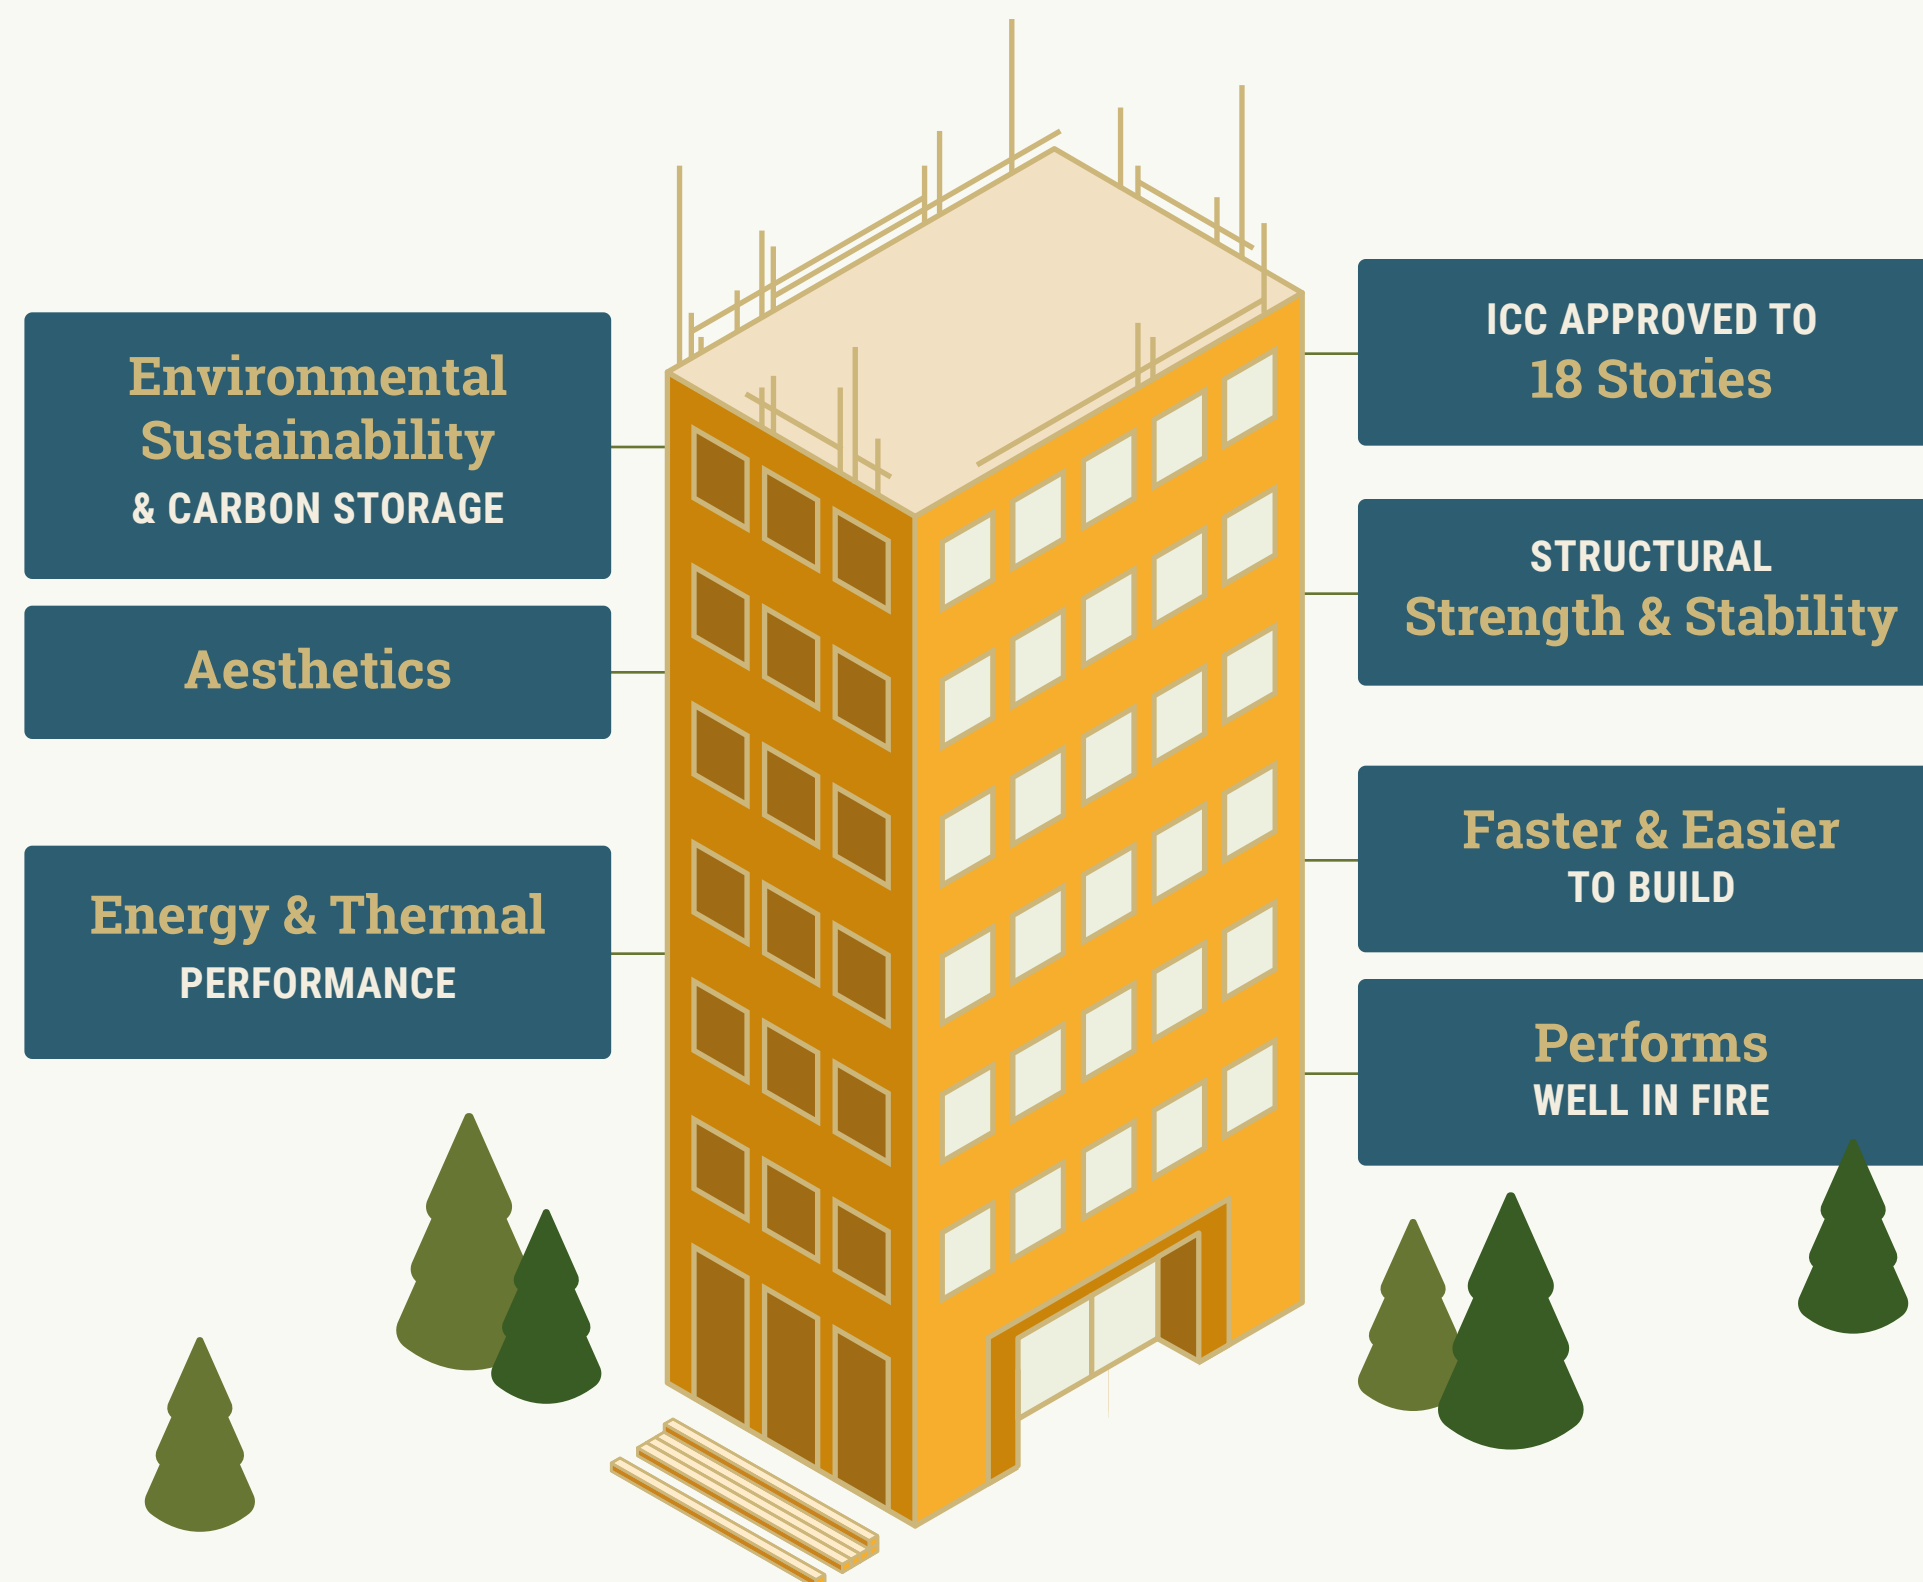 Environmental
Sustainability
& CARBON STORAGE
Aesthetics
Energy & Thermal
PERFORMANCE
ICC APPROVED TO
18 Stories
STRUCTURAL
Strength & Stability
Faster & Easier
TO BUILD
Performs
WELL IN FIRE